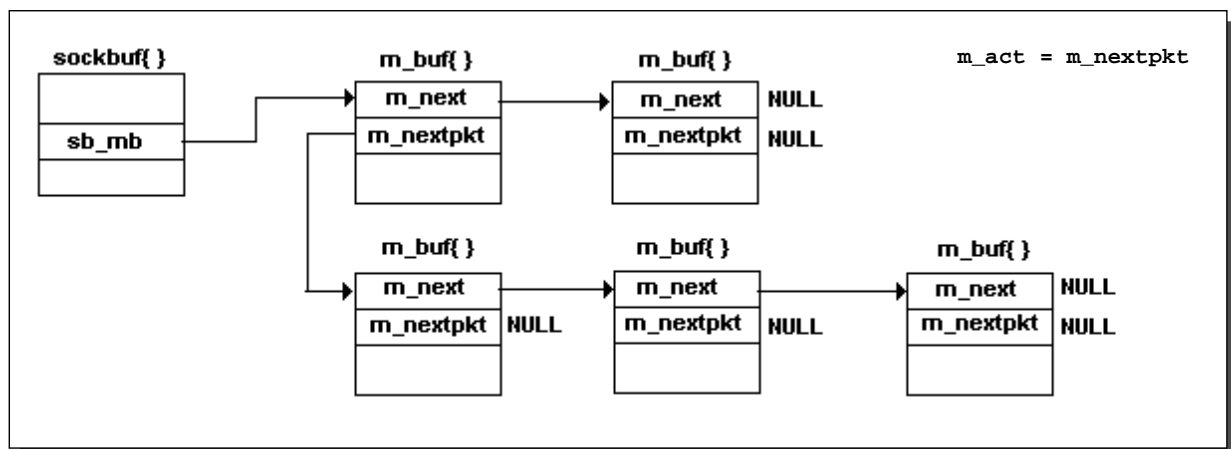 sockbuf{ }
m_buf{ }
m_buf{ }
m_act = m_nextpkt
m_next
m_next
NULL
sb_mb
m_nextpkt
m_nextpkt
NULL
m_buf{ }
m_buf{ }
m_buf{ }
m_next
m_next
m_next
NULL
m_nextpkt
NULL
m_nextpkt
NULL
m_nextpkt
NULL